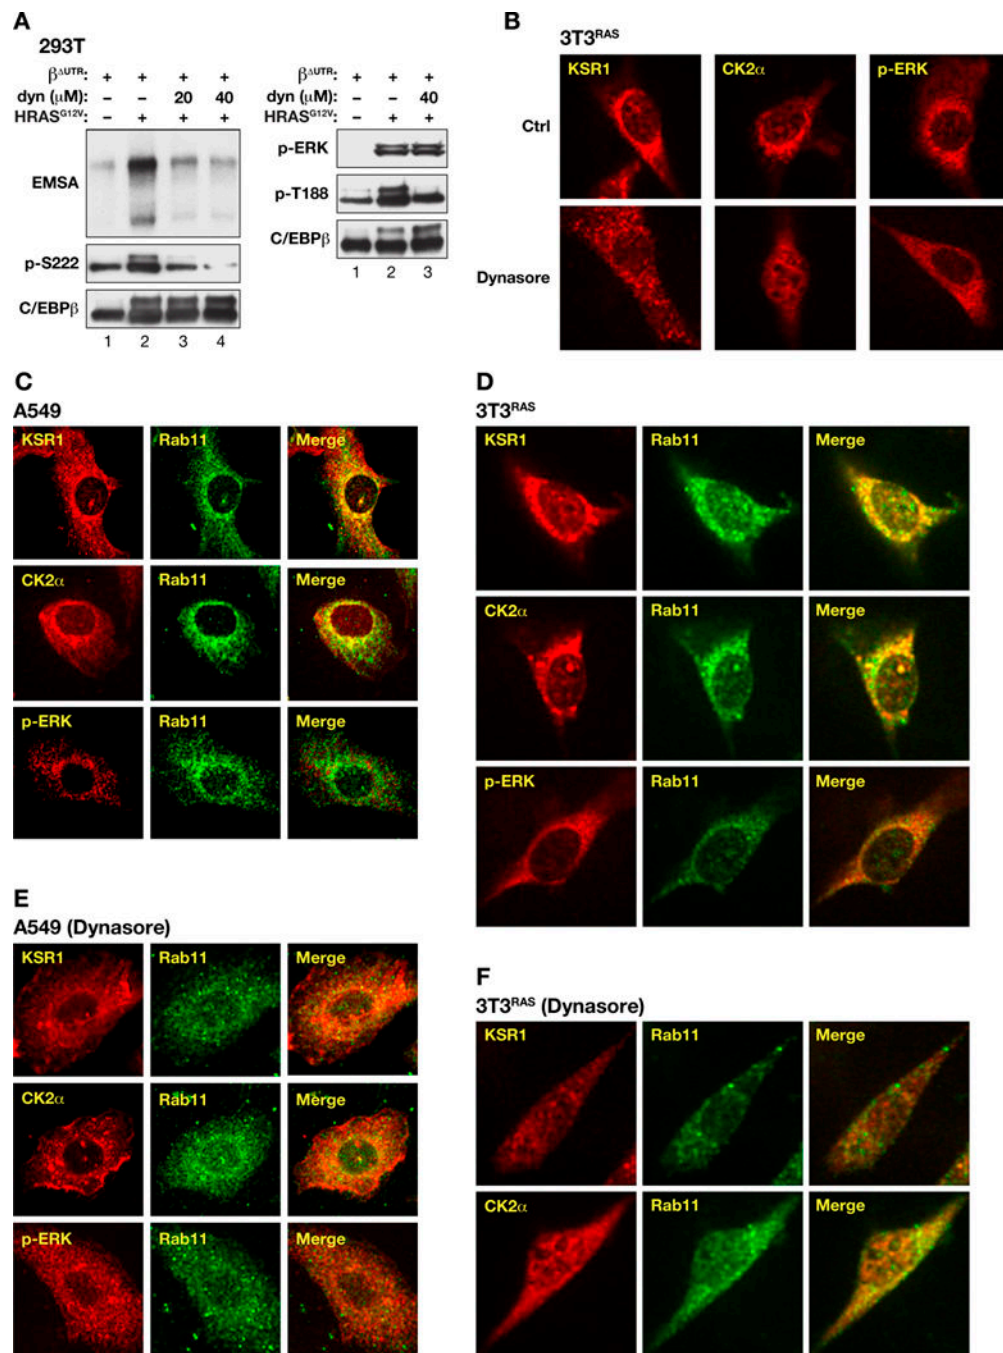 A
293T
β^ΔUTR: + + + +
dyn (μM): – – 20 40
HRAS^G12V: – + + +
EMSA
p-S222
C/EBPβ
1 2 3 4
β^ΔUTR: + + +
dyn (μM): – – 40
HRAS^G12V: – + +
p-ERK
p-T188
C/EBPβ
1 2 3
B
3T3^RAS
KSR1 CK2α p-ERK
Ctrl
Dynasore
C
A549
KSR1 Rab11 Merge
CK2α Rab11 Merge
p-ERK Rab11 Merge
D
3T3^RAS
KSR1 Rab11 Merge
CK2α Rab11 Merge
p-ERK Rab11 Merge
E
A549 (Dynasore)
KSR1 Rab11 Merge
CK2α Rab11 Merge
p-ERK Rab11 Merge
F
3T3^RAS (Dynasore)
KSR1 Rab11 Merge
CK2α Rab11 Merge